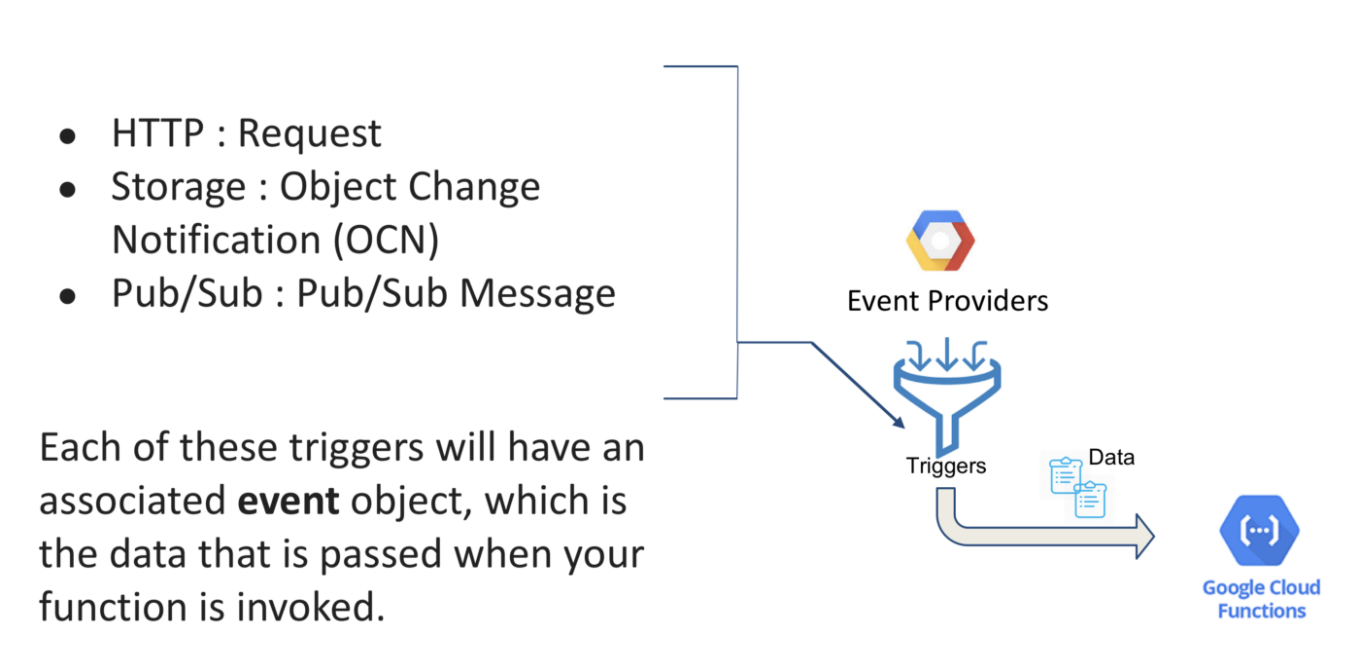 ● HTTP : Request
● Storage : Object Change
Notification (OCN)
● Pub/Sub : Pub/Sub Message
Each of these triggers will have an
associated event object, which is
the data that is passed when your
function is invoked.
Event Providers
Triggers
Data
Google Cloud
Functions